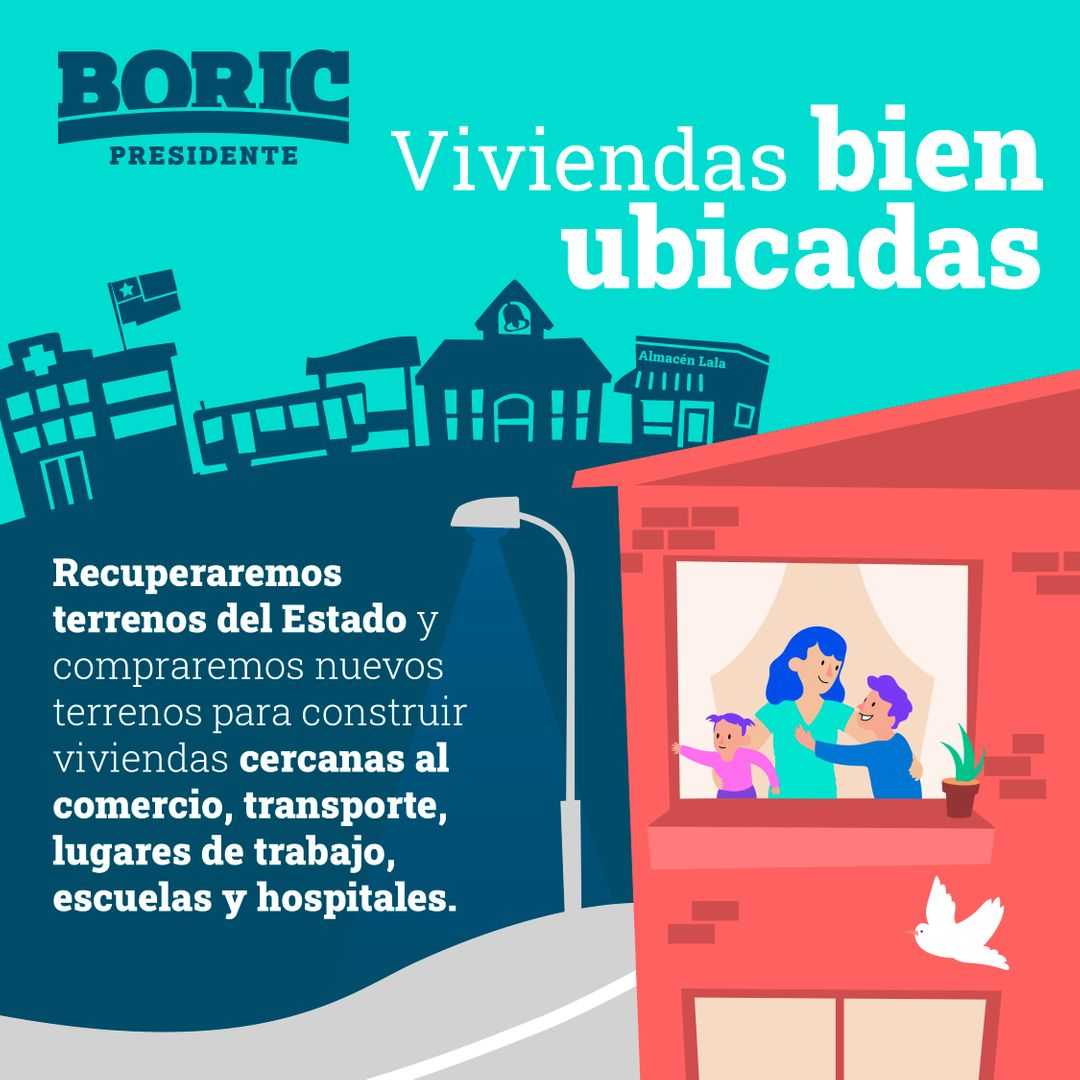 BORIC
PRESIDENTE
Viviendas bien
ubicadas
Almacén Lala
Recuperaremos
terrenos del Estado y
compraremos nuevos
terrenos para construir
viviendas cercanas al
comercio, transporte,
lugares de trabajo,
escuelas y hospitales.